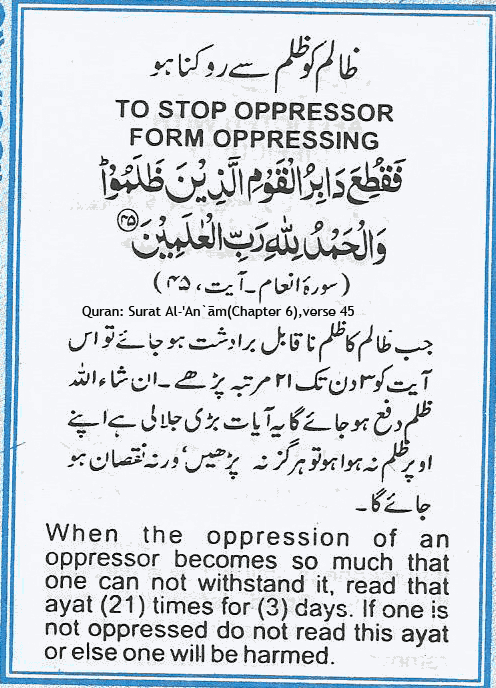 ظالم کو ظلم سے روکنا ہو
TO STOP OPPRESSOR
FORM OPPRESSING
فَقُطِعَ دَابِرُ الْقَوْمِ الَّذِيْنَ ظَلَمُوْا ؕ
وَالْحَمْدُ لِلّٰهِ رَبِّ الْعٰلَمِيْنَ ۴۵
(سورۂ انعام ۔ آیت، ۴۵)
Quran: Surat Al-'An`ām(Chapter 6),verse 45
جب ظالم کا ظلم ناقابل برادشت ہو جائے تو اس
آیت کو ۳ دن تک ۲۱ مرتبہ پڑھے ۔ ان شاء اللہ
ظلم دفع ہو جائے گا یہ آیات بڑی جلالی ہے اپنے
اوپر ظلم نہ ہوا ہو تو ہرگز نہ پڑھیں، ورنہ نقصان ہو
جائے گا ۔
When the oppression of an
oppressor becomes so much that
one can not withstand it, read that
ayat (21) times for (3) days. If one is
not oppressed do not read this ayat
or else one will be harmed.